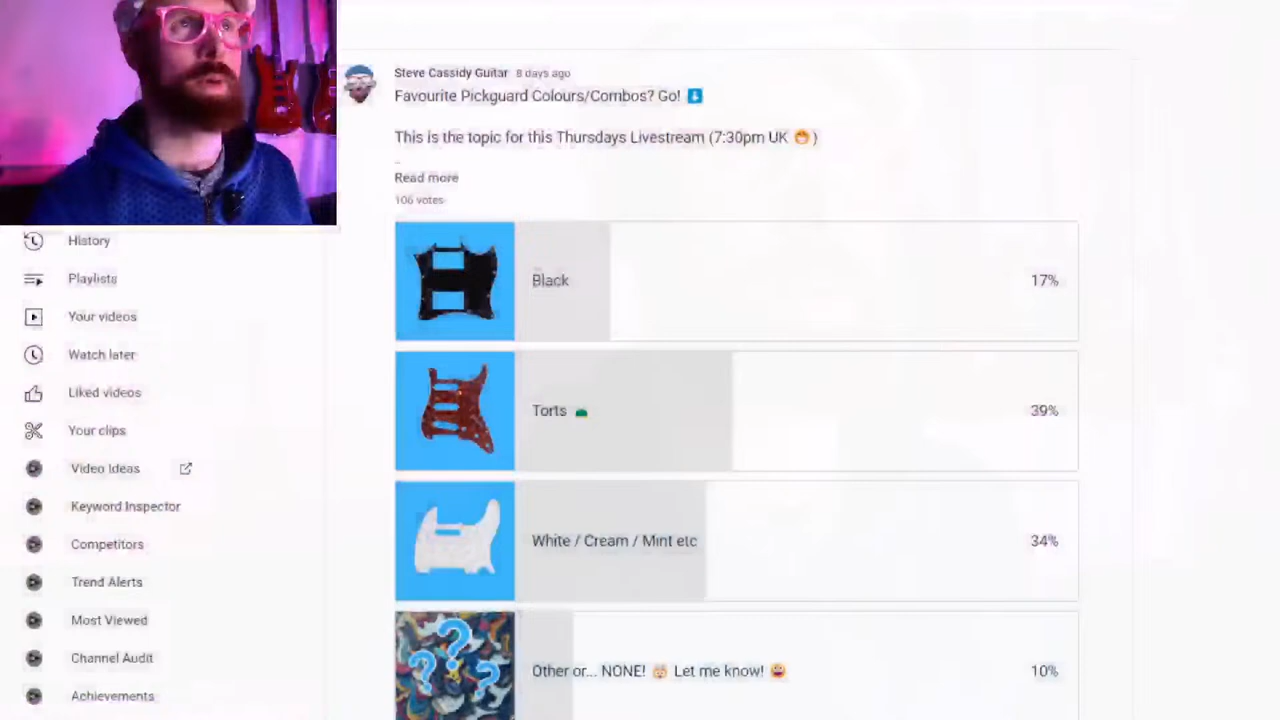 Steve Cassidy Guitar 8 days ago
Favourite Pickguard Colours/Combos? Go! ⬇
This is the topic for this Thursdays Livestream (7:30pm UK 😁)
_
Read more
106 votes
Black 17%
Torts 39%
White / Cream / Mint etc 34%
Other or... NONE! 🤯 Let me know! 😀 10%
History
Playlists
Your videos
Watch later
Liked videos
Your clips
Video Ideas
Keyword Inspector
Competitors
Trend Alerts
Most Viewed
Channel Audit
Achievements